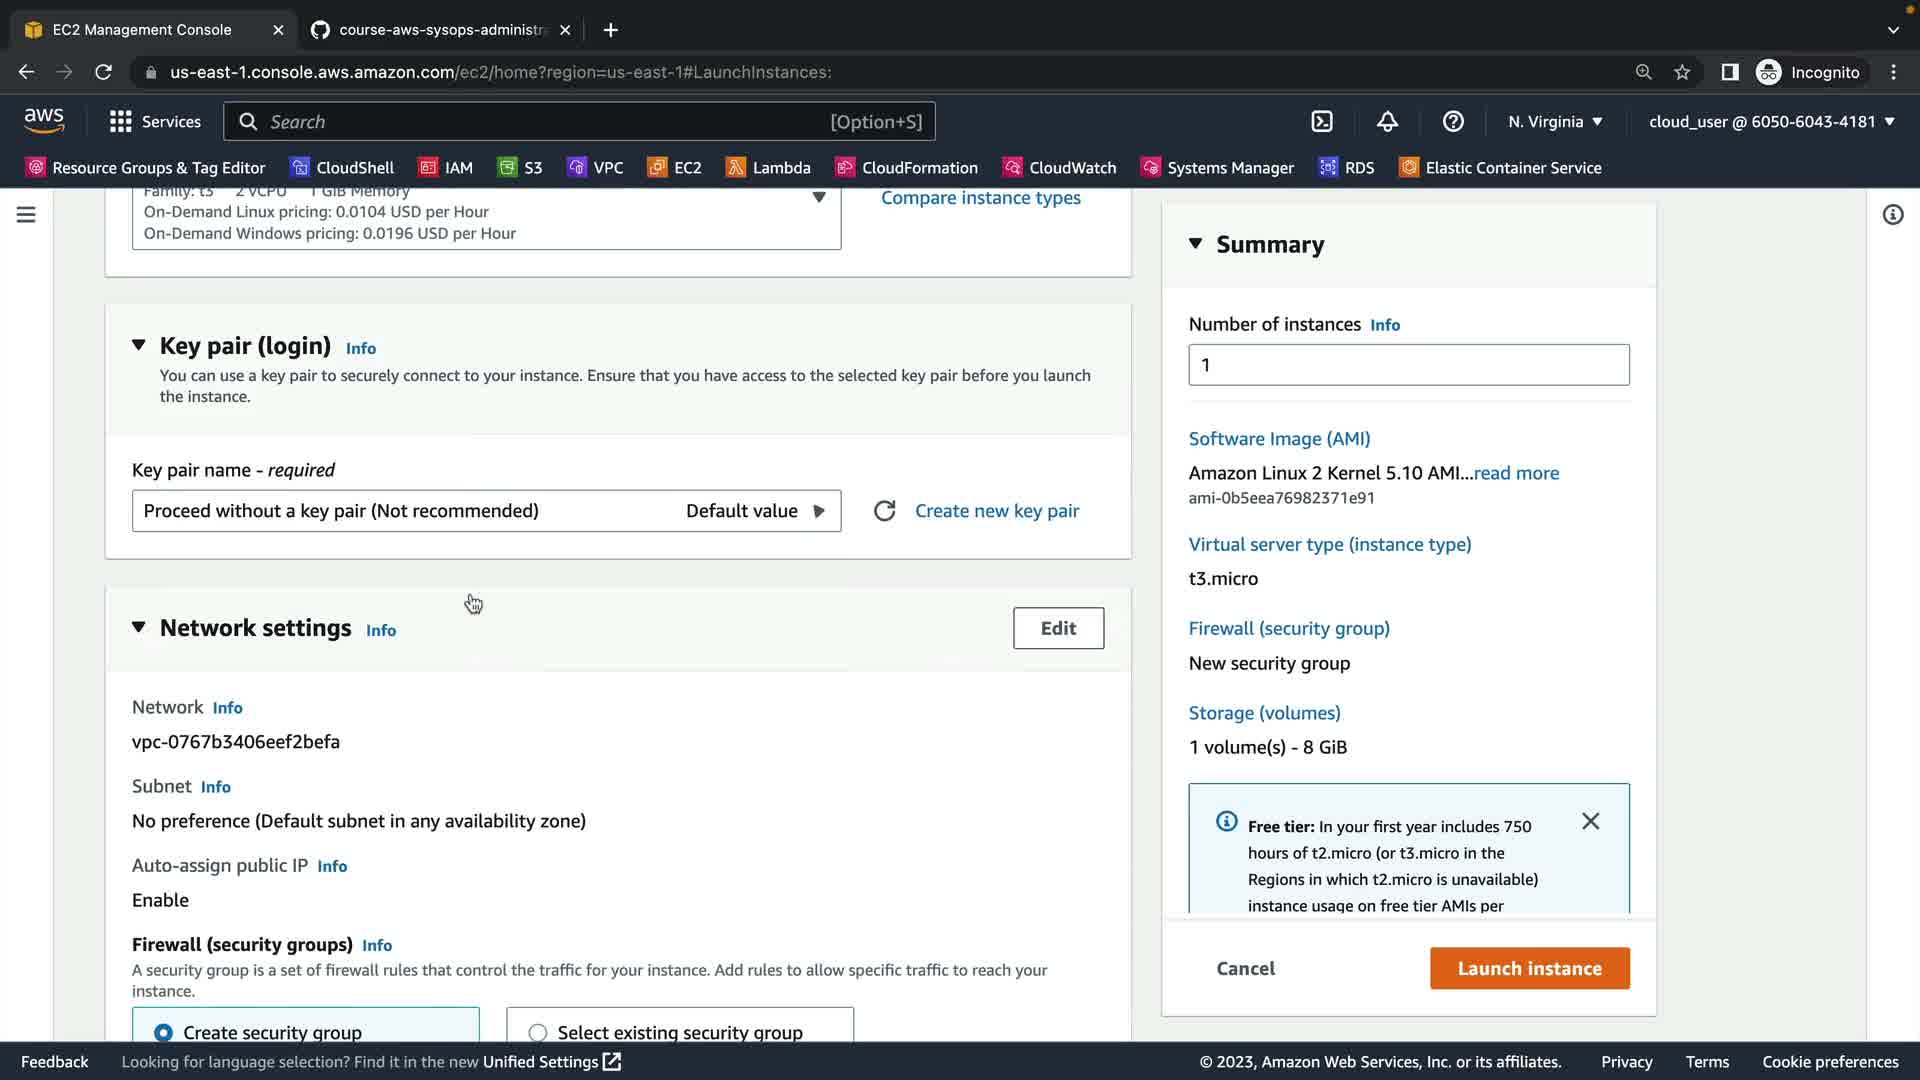 EC2 Management Console
course-aws-sysops-administr
us-east-1.console.aws.amazon.com/ec2/home?region=us-east-1#LaunchInstances:
Incognito
aws
Services
Search
[Option+S]
N. Virginia
cloud_user @ 6050-6043-4181
Resource Groups & Tag Editor
CloudShell
IAM
S3
VPC
EC2
Lambda
CloudFormation
CloudWatch
Systems Manager
RDS
Elastic Container Service
Family: t3 2 vCPU 1 GiB Memory
On-Demand Linux pricing: 0.0104 USD per Hour
On-Demand Windows pricing: 0.0196 USD per Hour
Compare instance types
Key pair (login) Info
You can use a key pair to securely connect to your instance. Ensure that you have access to the selected key pair before you launch
the instance.
Key pair name - required
Proceed without a key pair (Not recommended) Default value
Create new key pair
Network settings Info
Edit
Network Info
vpc-0767b3406eef2befa
Subnet Info
No preference (Default subnet in any availability zone)
Auto-assign public IP Info
Enable
Firewall (security groups) Info
A security group is a set of firewall rules that control the traffic for your instance. Add rules to allow specific traffic to reach your
instance.
Create security group
Select existing security group
Summary
Number of instances Info
1
Software Image (AMI)
Amazon Linux 2 Kernel 5.10 AMI...read more
ami-0b5eea76982371e91
Virtual server type (instance type)
t3.micro
Firewall (security group)
New security group
Storage (volumes)
1 volume(s) - 8 GiB
Free tier: In your first year includes 750
hours of t2.micro (or t3.micro in the
Regions in which t2.micro is unavailable)
instance usage on free tier AMIs per
Cancel
Launch instance
Feedback
Looking for language selection? Find it in the new Unified Settings
© 2023, Amazon Web Services, Inc. or its affiliates.
Privacy
Terms
Cookie preferences